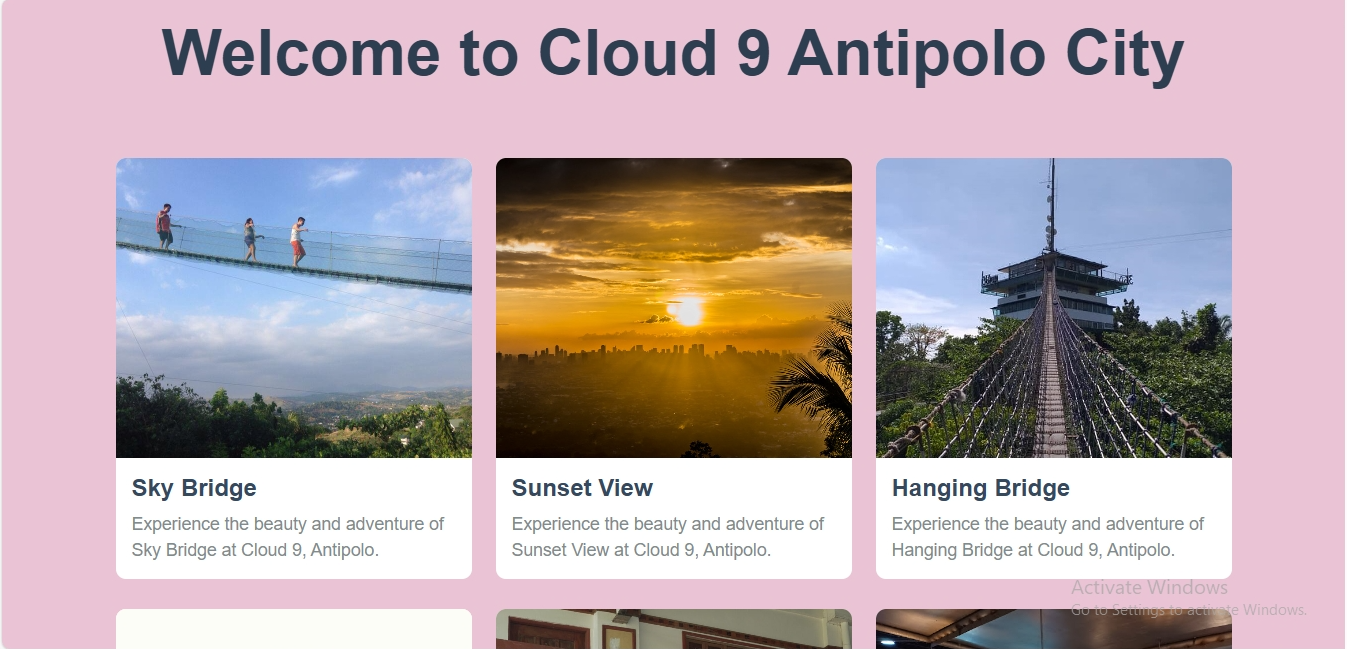 Welcome to Cloud 9 Antipolo City
Sky Bridge
Experience the beauty and adventure of
Sky Bridge at Cloud 9, Antipolo.
Sunset View
Experience the beauty and adventure of
Sunset View at Cloud 9, Antipolo.
Hanging Bridge
Experience the beauty and adventure of
Hanging Bridge at Cloud 9, Antipolo.
Activate Windows
Go to Settings to activate Windows.